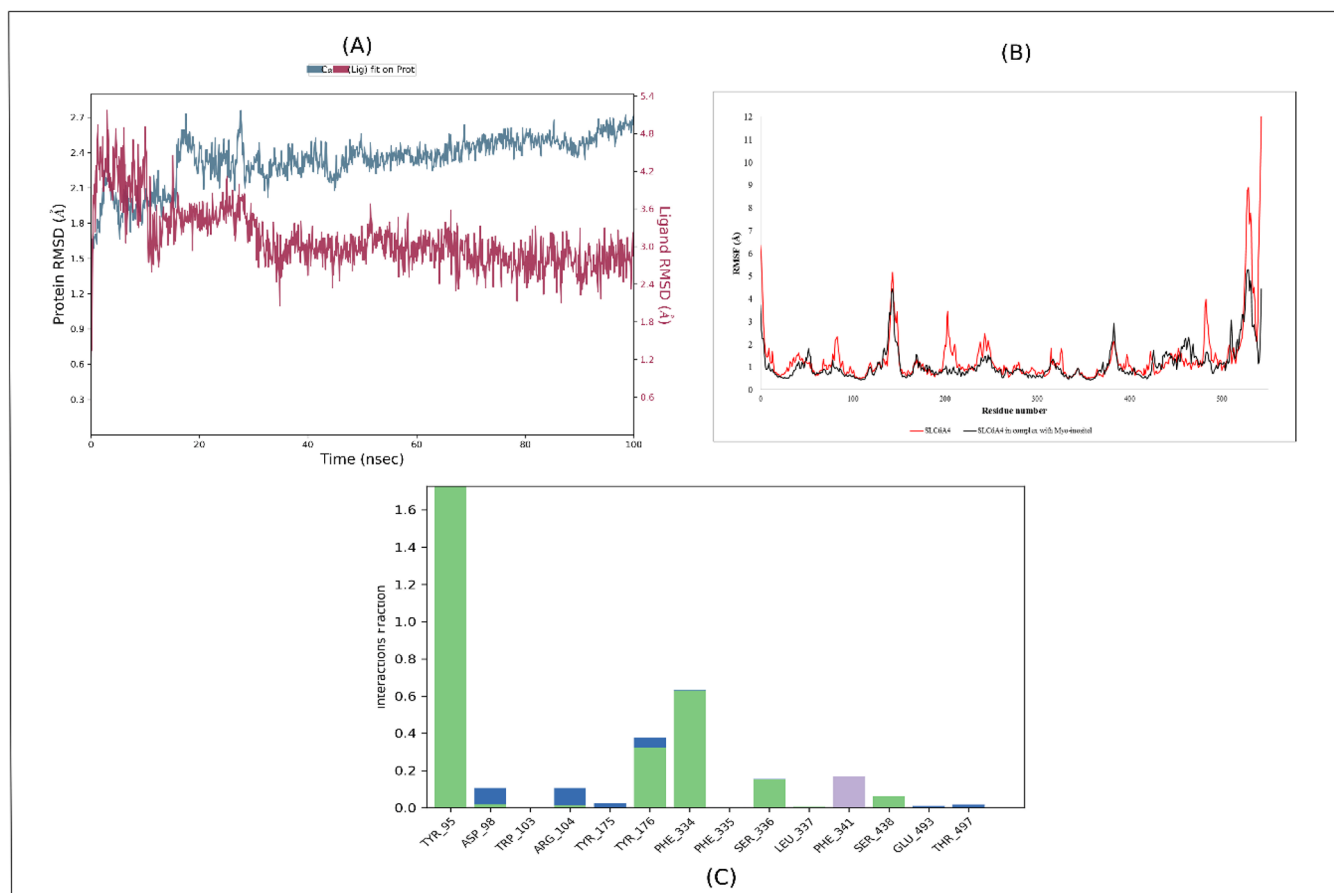 (A)
Cα (Lig) fit on Prot
Protein RMSD (Å)
2.7
2.4
2.1
1.8
1.5
1.2
0.9
0.6
0.3
5.4
4.8
4.2
3.6
3.0
2.4
1.8
1.2
0.6
Ligand RMSD (Å)
0 20 40 60 80 100
Time (nsec)
(B)
RMSF (Å)
12
11
10
9
8
7
6
5
4
3
2
1
0
0 100 200 300 400 500
Residue number
SLC6A4 SLC6A4 in complex with Myo-inositol
Interactions Fraction
1.6
1.4
1.2
1.0
0.8
0.6
0.4
0.2
0.0
TYR_95 ASP_98 TRP_103 ARG_104 TYR_175 TYR_176 PHE_334 PHE_335 SER_336 LEU_337 PHE_341 SER_438 GLU_493 THR_497
(C)